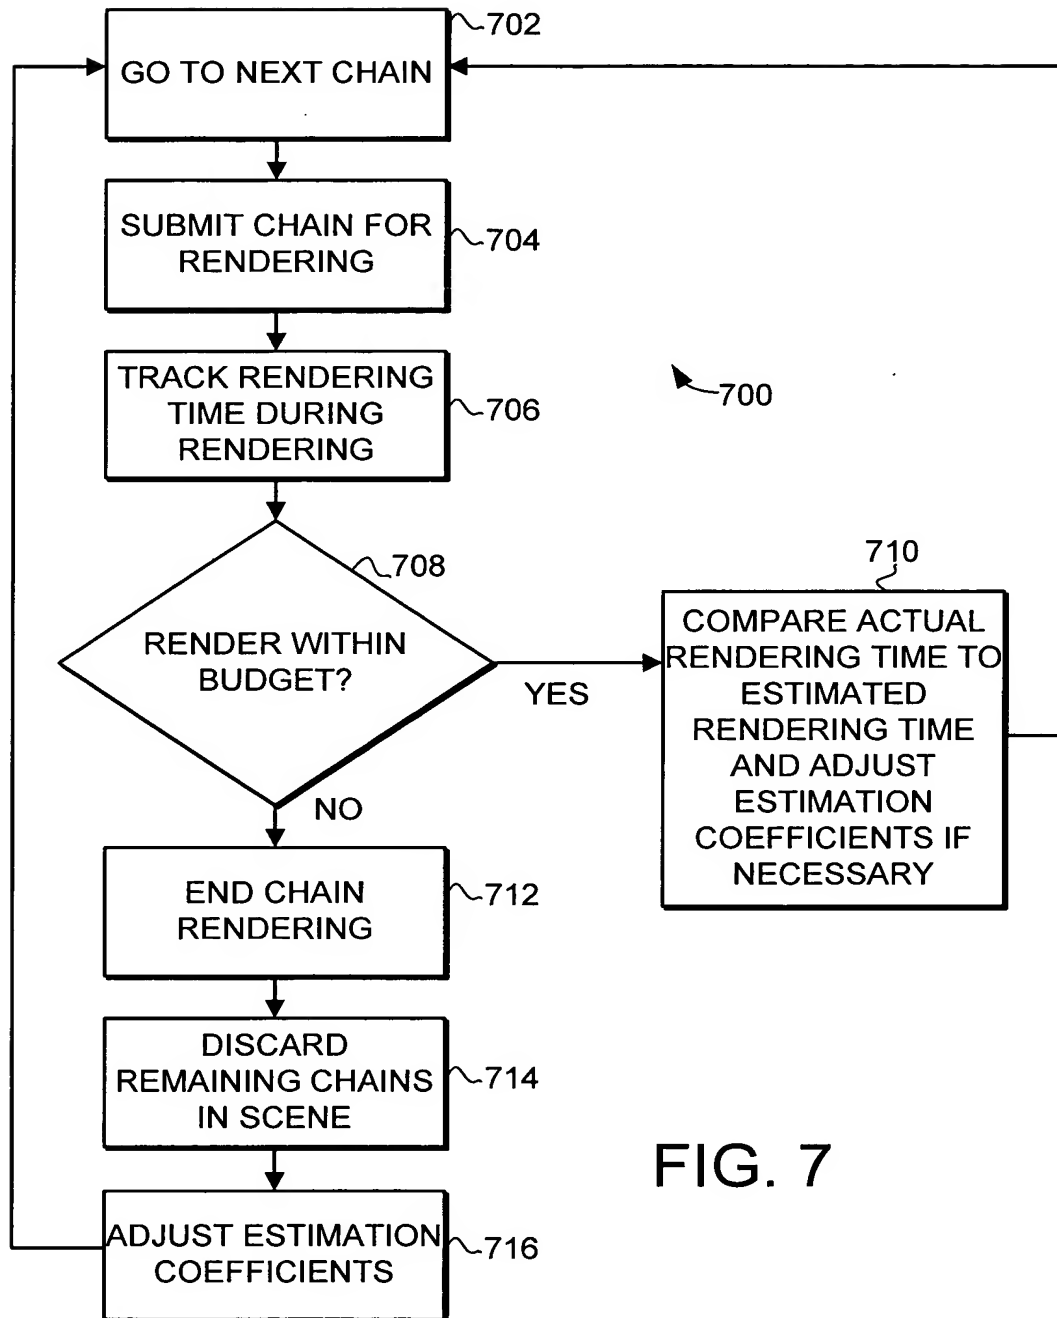 702
GO TO NEXT CHAIN
SUBMIT CHAIN FOR
RENDERING
704
TRACK RENDERING
TIME DURING
RENDERING
706
700
708
RENDER WITHIN
BUDGET?
YES
NO
710
COMPARE ACTUAL
RENDERING TIME TO
ESTIMATED
RENDERING TIME
AND ADJUST
ESTIMATION
COEFFICIENTS IF
NECESSARY
END CHAIN
RENDERING
712
DISCARD
REMAINING CHAINS
IN SCENE
714
ADJUST ESTIMATION
COEFFICIENTS
716
FIG. 7